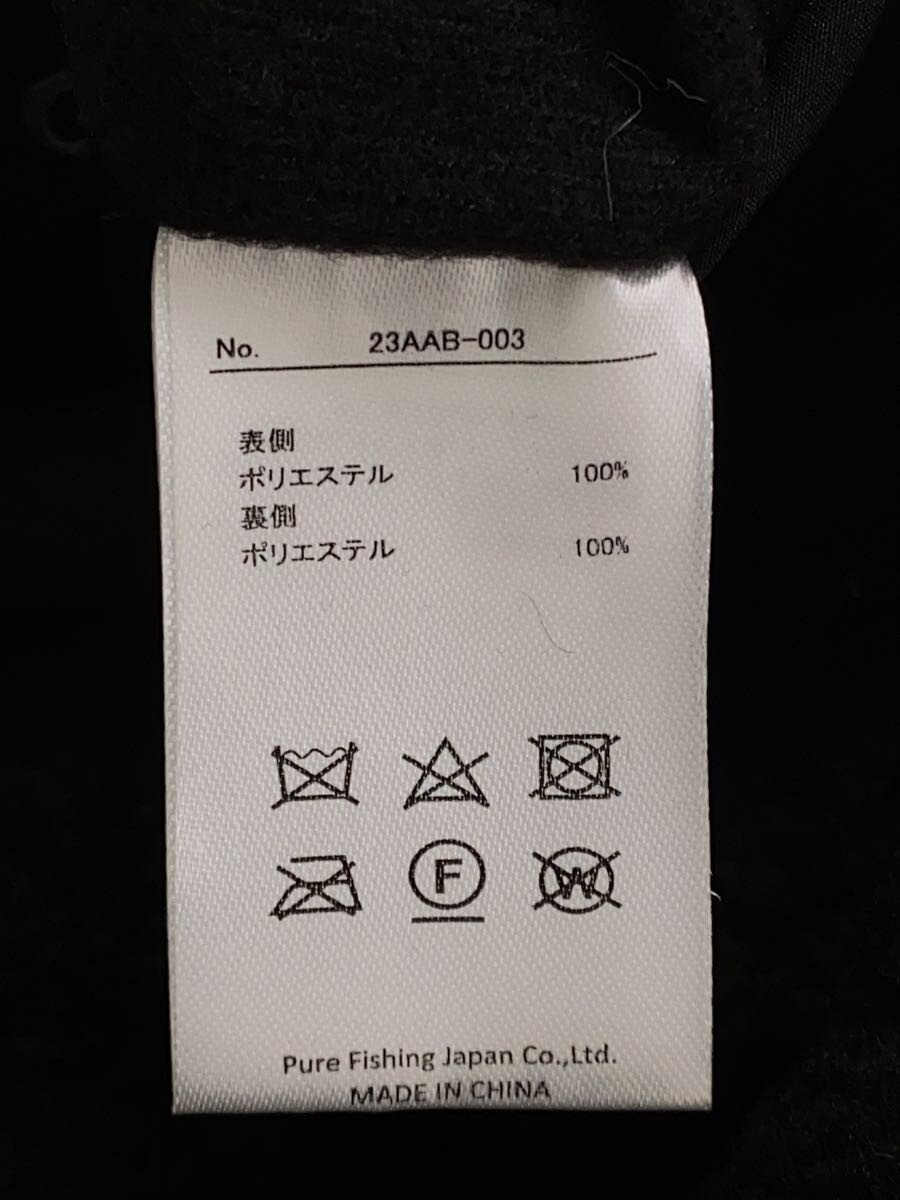 No. 23AAB-003
表側
ポリエステル 100%
裏側
ポリエステル 100%
F W
Pure Fishing Japan Co.,Ltd.
MADE IN CHINA